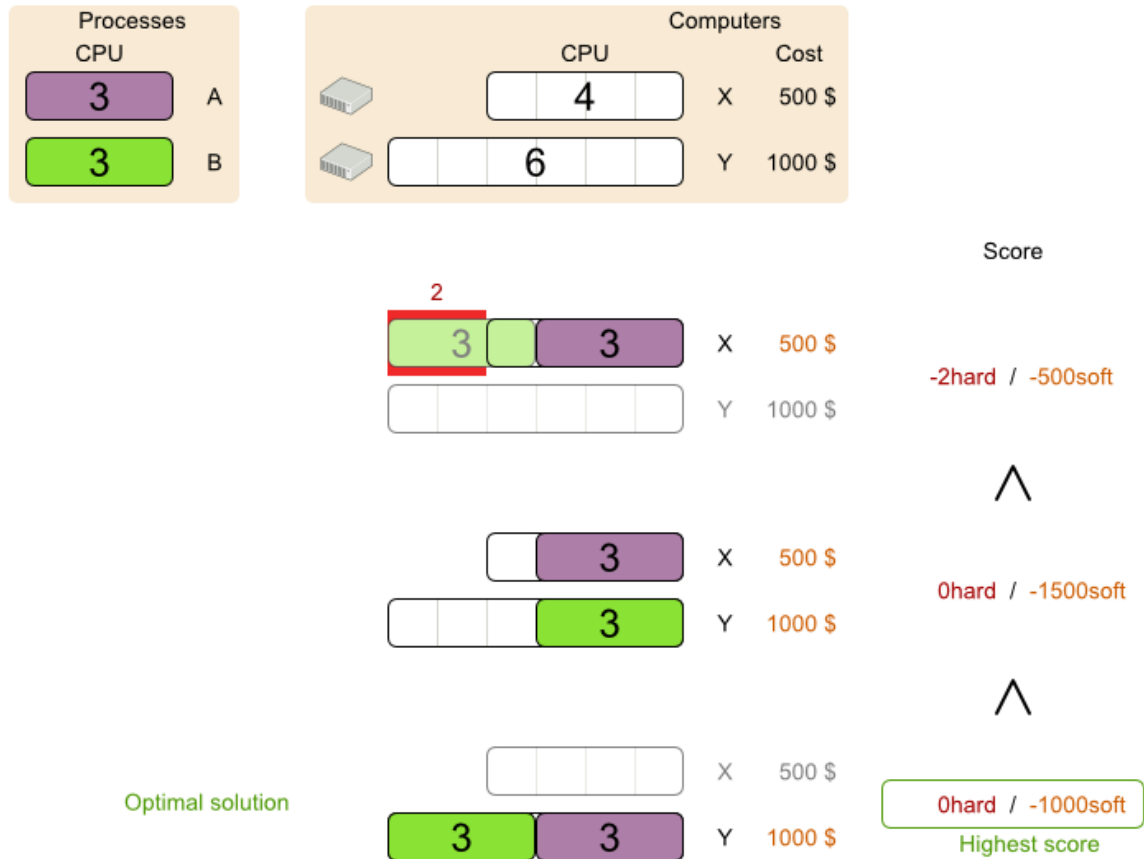 Processes
Computers
CPU
CPU Cost
3 A
4 X 500 $
3 B
6 Y 1000 $
Score
2
3 3 X 500 $
-2hard / -500soft
Y 1000 $
3 X 500 $
0hard / -1500soft
3 Y 1000 $
X 500 $
Optimal solution
0hard / -1000soft
3 3 Y 1000 $
Highest score